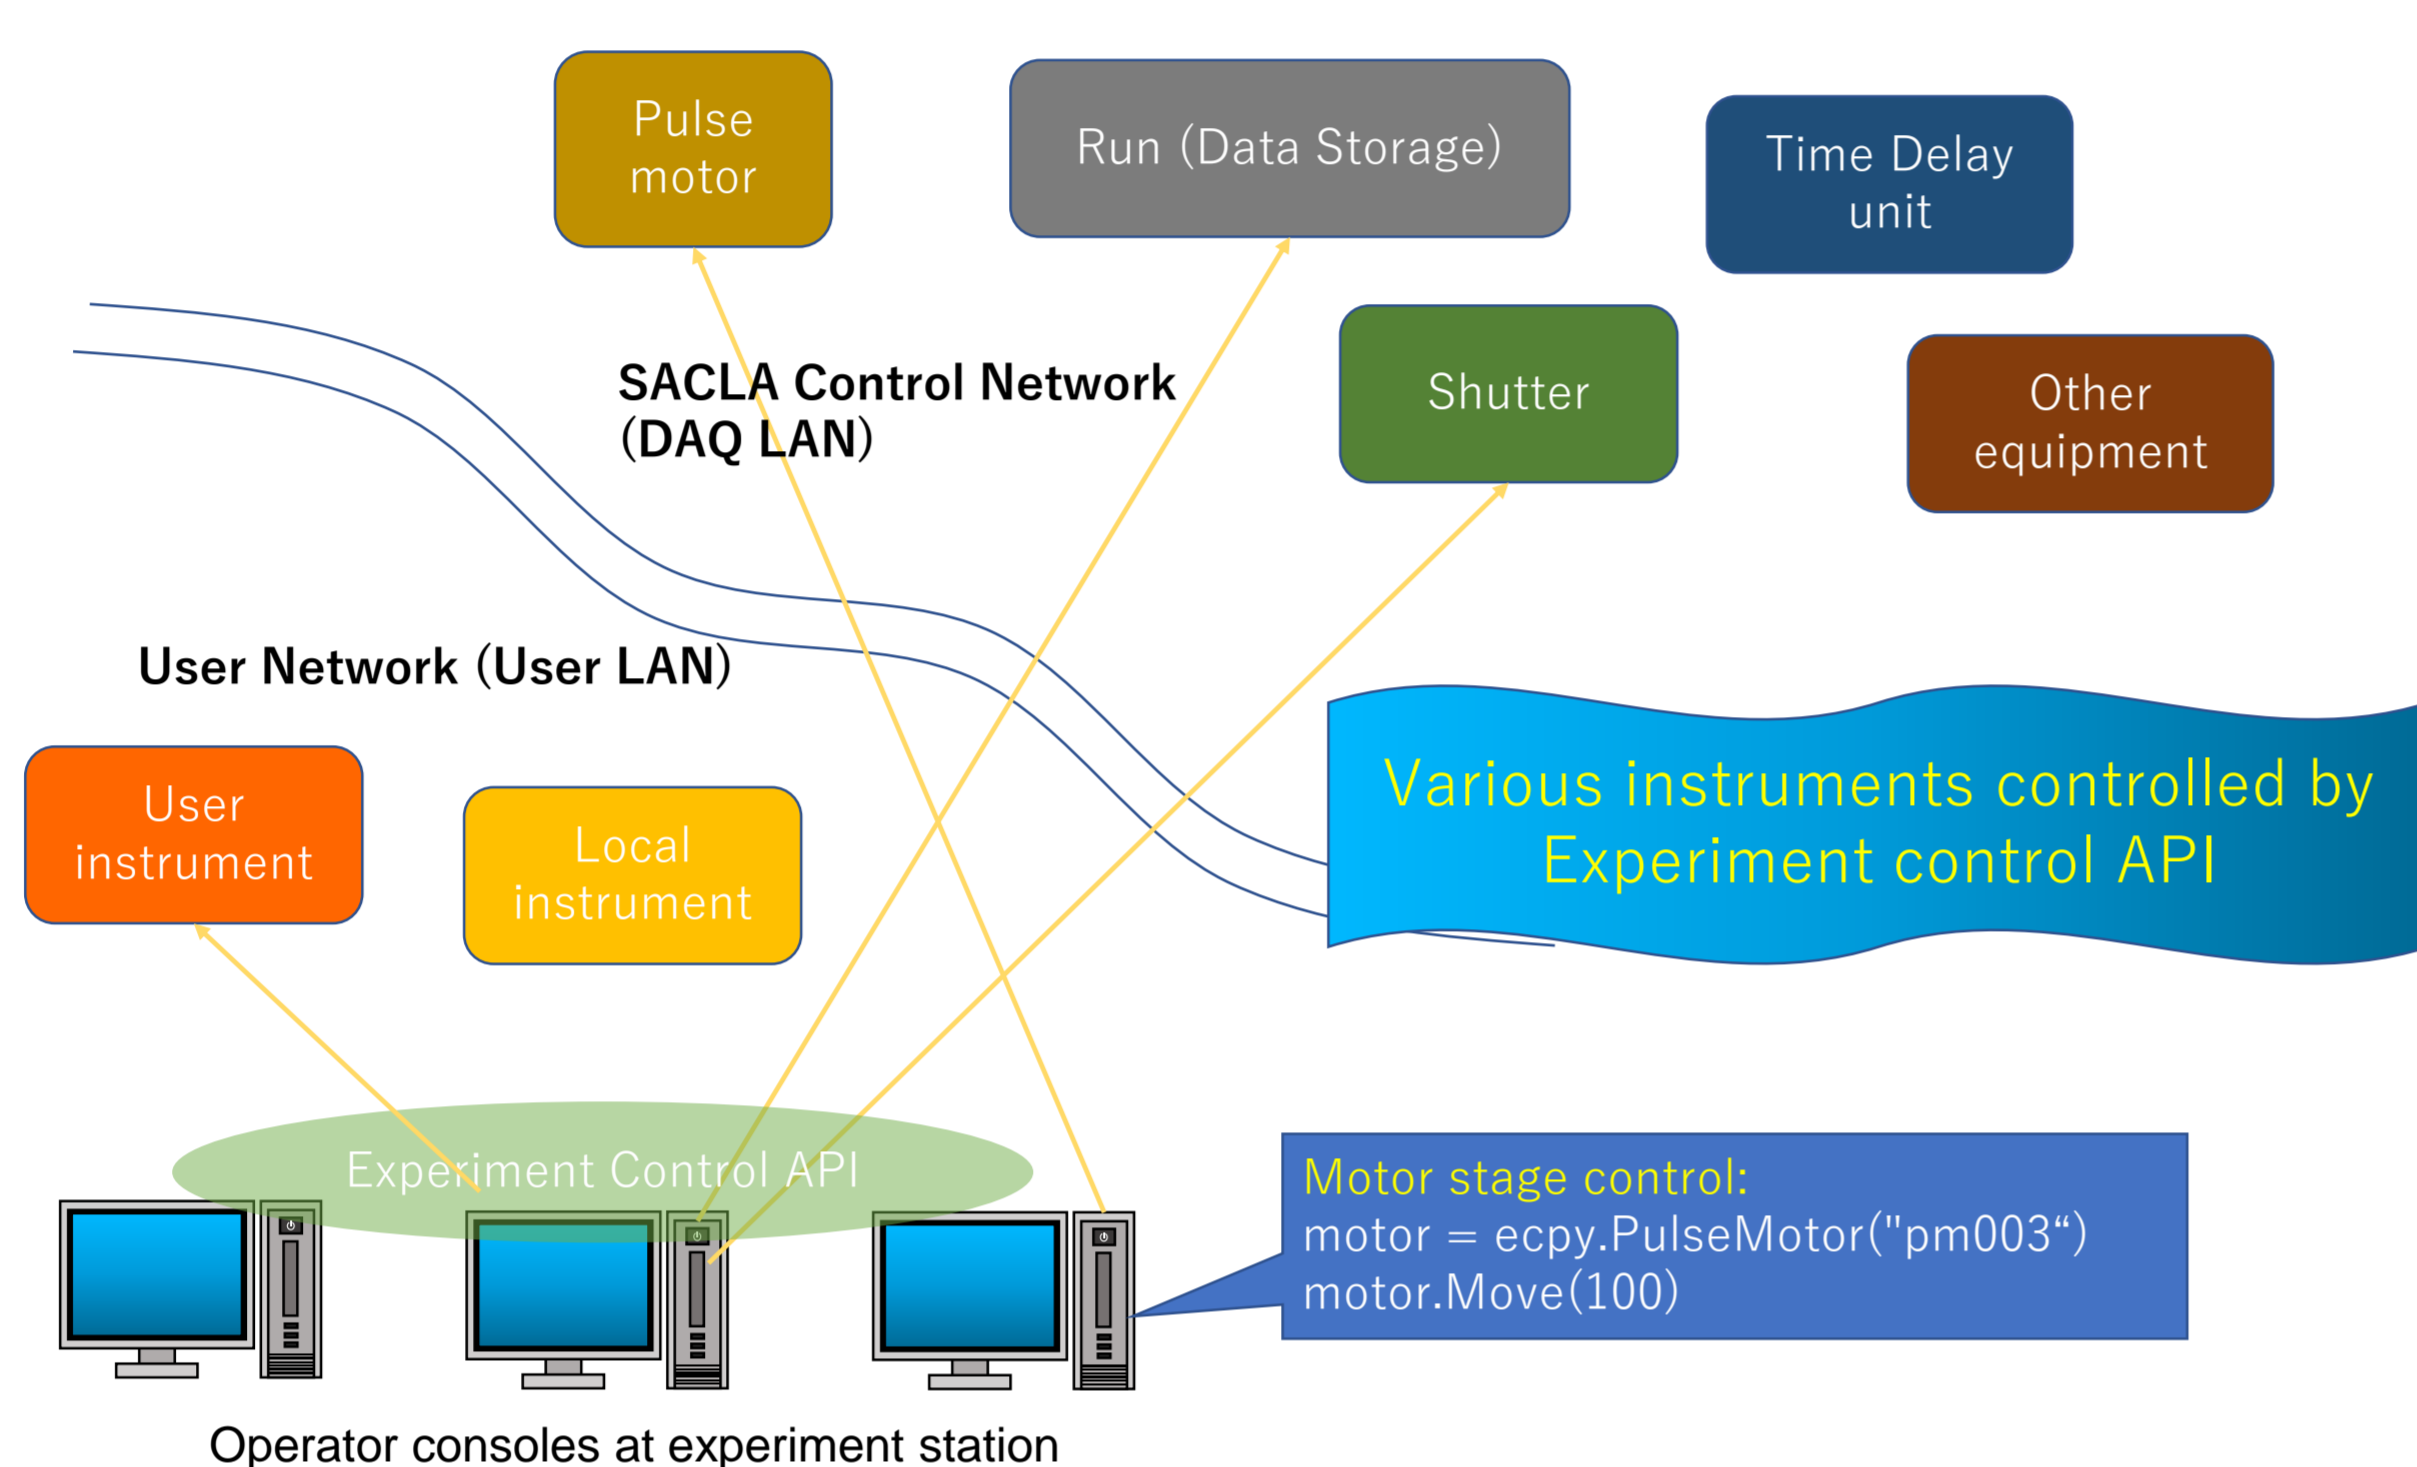 Pulse
motor
Run (Data Storage)
Time Delay
unit
SACLA Control Network
(DAQ LAN)
Shutter
Other
equipment
User Network (User LAN)
User
instrument
Local
instrument
Various instruments controlled by
Experiment control API
Experiment Control API
Motor stage control:
motor = ecpy.PulseMotor("pm003“)
motor.Move(100)
Operator consoles at experiment station